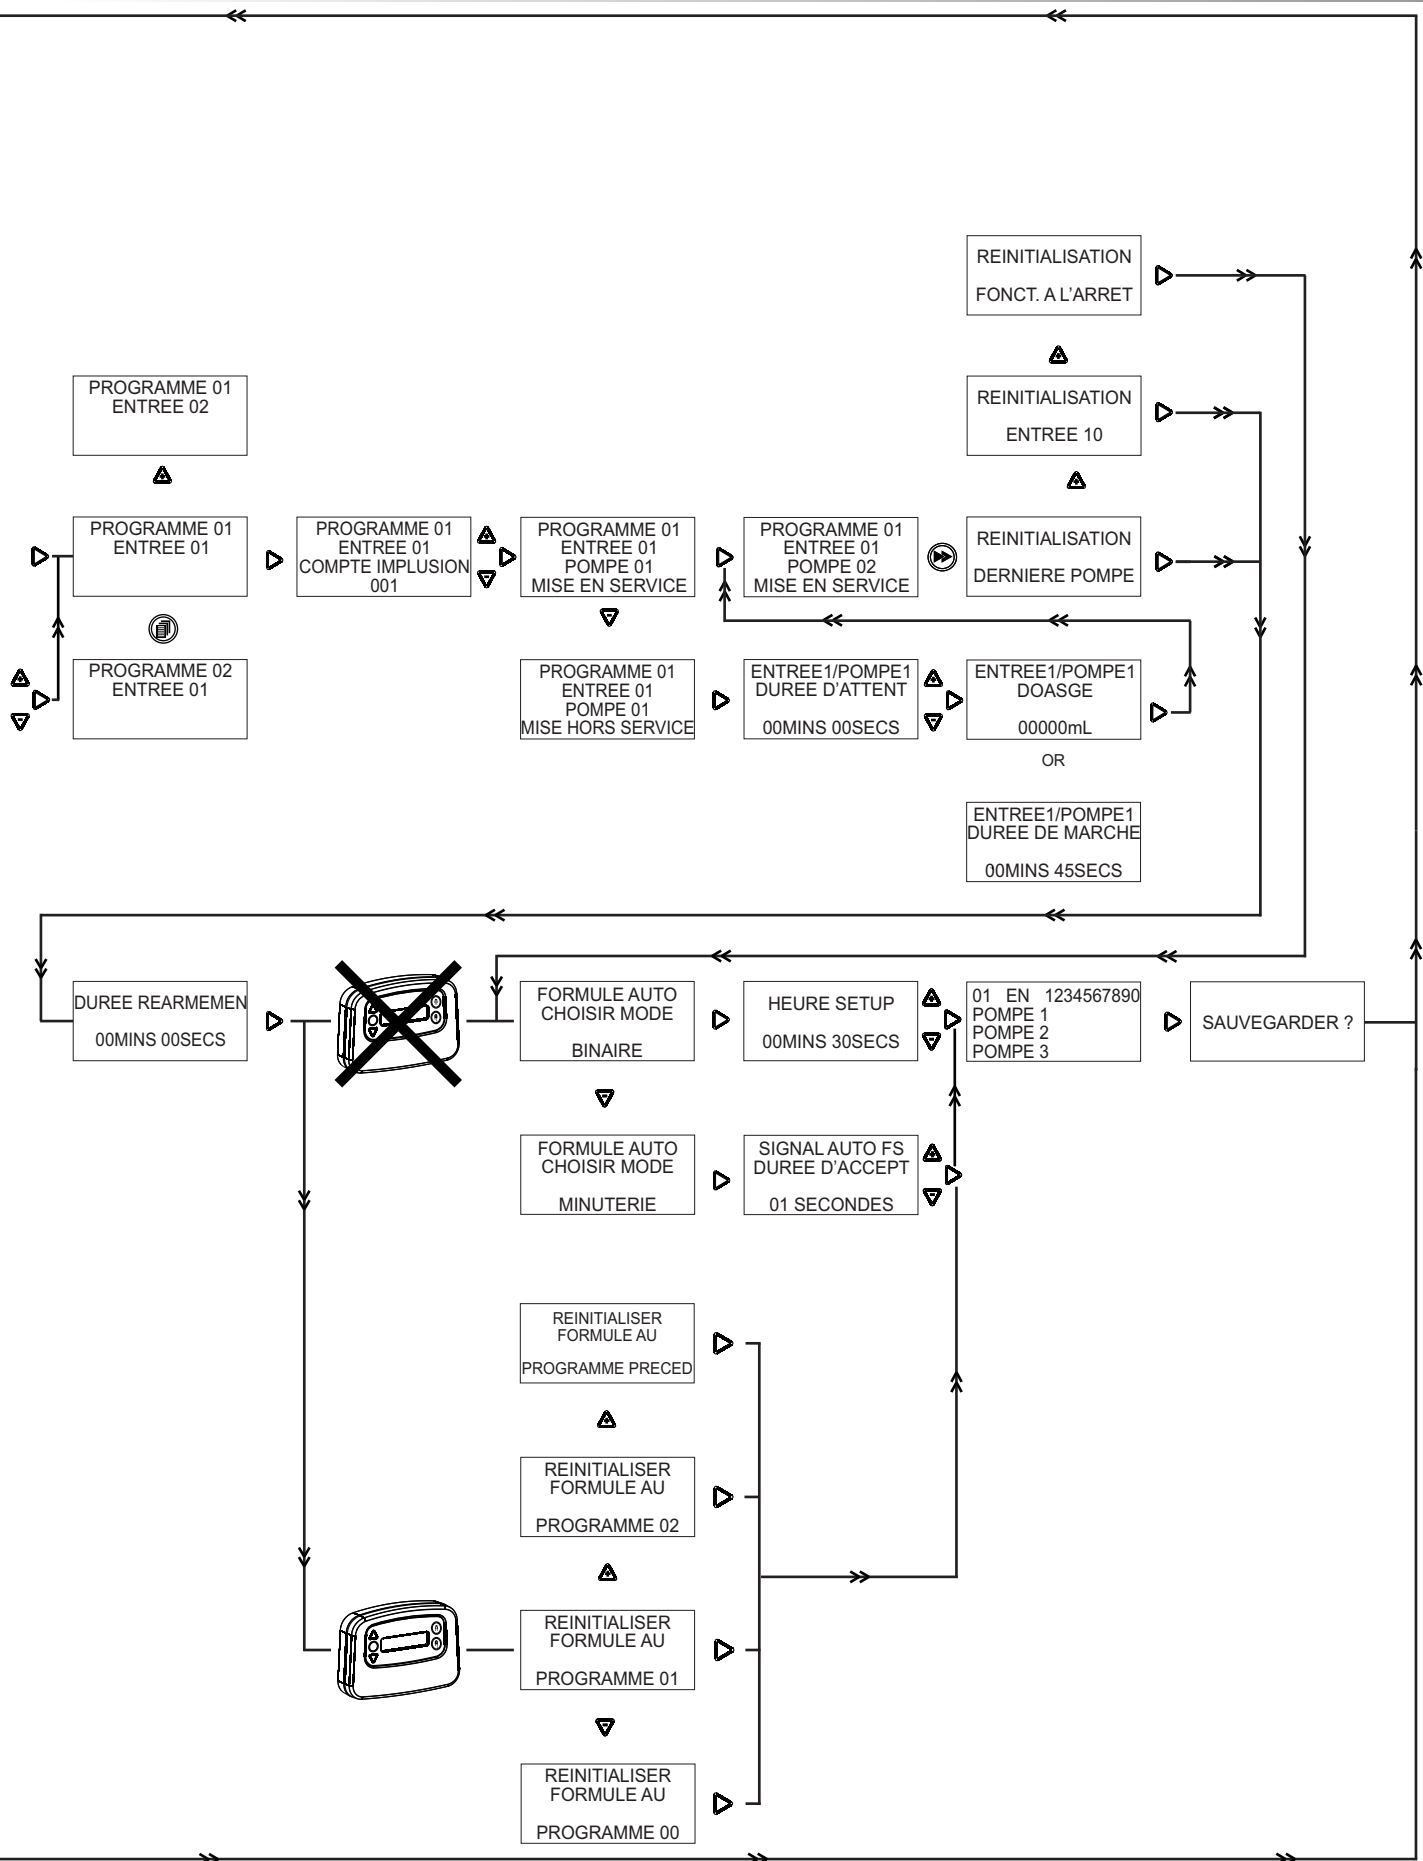 REINITIALISATION
FONCT. A L'ARRET
PROGRAMME 01
ENTREE 02
REINITIALISATION
ENTREE 10
PROGRAMME 01
ENTREE 01
PROGRAMME 01
ENTREE 01
COMPTE IMPLUSION
001
PROGRAMME 01
ENTREE 01
POMPE 01
MISE EN SERVICE
PROGRAMME 01
ENTREE 01
POMPE 02
MISE EN SERVICE
REINITIALISATION
DERNIERE POMPE
PROGRAMME 02
ENTREE 01
PROGRAMME 01
ENTREE 01
POMPE 01
MISE HORS SERVICE
ENTREE1/POMPE1
DUREE D'ATTENT
00MINS 00SECS
ENTREE1/POMPE1
DOASGE
00000mL
OR
ENTREE1/POMPE1
DUREE DE MARCHE
00MINS 45SECS
DUREE REARMEMEN
00MINS 00SECS
FORMULE AUTO
CHOISIR MODE
BINAIRE
HEURE SETUP
00MINS 30SECS
01 EN 1234567890
POMPE 1
POMPE 2
POMPE 3
SAUVEGARDER ?
FORMULE AUTO
CHOISIR MODE
MINUTERIE
SIGNAL AUTO FS
DUREE D'ACCEPT
01 SECONDES
REINITIALISER
FORMULE AU
PROGRAMME PRECED
REINITIALISER
FORMULE AU
PROGRAMME 02
REINITIALISER
FORMULE AU
PROGRAMME 01
REINITIALISER
FORMULE AU
PROGRAMME 00